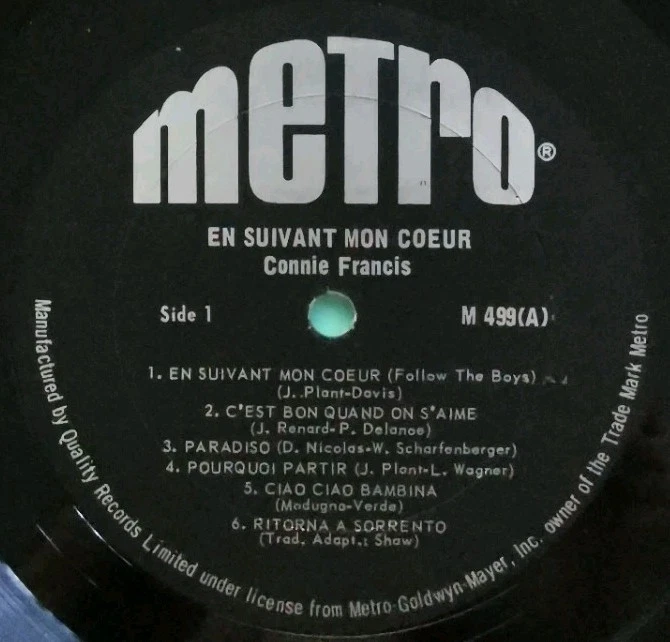 metro®
EN SUIVANT MON COEUR
Connie Francis
Side 1
M 499(A)
1. EN SUIVANT MON COEUR (Follow The Boys)
(J. Plant-Davis)
2. C'EST BON QUAND ON S'AIME
(J. Renard-P. Delanoe)
3. PARADISO (D. Nicolas-W. Scharfenberger)
4. POURQUOI PARTIR (J. Plant-L. Wagner)
5. CIAO CIAO BAMBINA
(Modugno-Verde)
6. RITORNA A SORRENTO
(Trad. Adapt.: Shaw)
Manufactured by Quality Records Limited under license from Metro-Goldwyn-Mayer, Inc. owner of the Trade Mark Metro